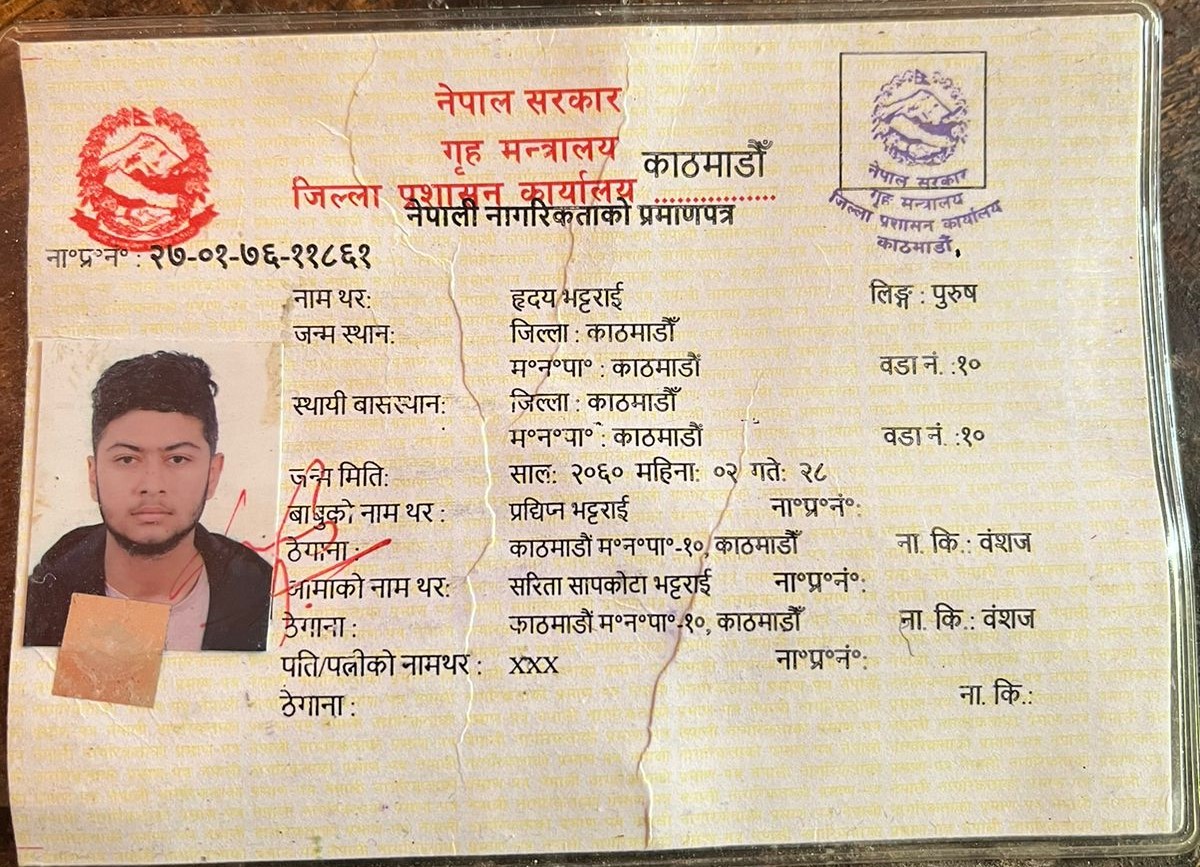 नेपाल सरकार
गृह मन्त्रालय
जिल्ला प्रशासन कार्यालय काठमाडौँ
नेपाली नागरिकताको प्रमाणपत्र
नेपाल सरकार
गृह मन्त्रालय
जिल्ला प्रशासन कार्यालय
काठमाडौं,
ना॰प्र॰नं॰ : २७-०१-७६-११८६१
नाम थर: हृदय भट्टराई लिङ्ग : पुरुष
जन्म स्थान: जिल्ला : काठमाडौँ
म॰न॰पा॰ : काठमाडौं वडा नं. :१०
स्थायी बासस्थान: जिल्ला : काठमाडौँ
म॰न॰पा॰ : काठमाडौं वडा नं :१०
जन्म मिति: साल: २०६० महिना: ०२ गते: २८
बाबुको नाम थर : प्रद्यिप्न भट्टराई ना॰प्र॰नं॰:
ठेगाना : काठमाडौं म॰न॰पा॰-१०, काठमाडौँ ना. कि.: वंशज
आमाको नाम थर: सरिता सापकोटा भट्टराई ना॰प्र॰नं॰:
ठेगाना : काठमाडौं म॰न॰पा॰-१०, काठमाडौँ ना. कि.: वंशज
पति/पत्नीको नामथर : XXX ना॰प्र॰नं॰:
ठेगाना : ना. कि.: